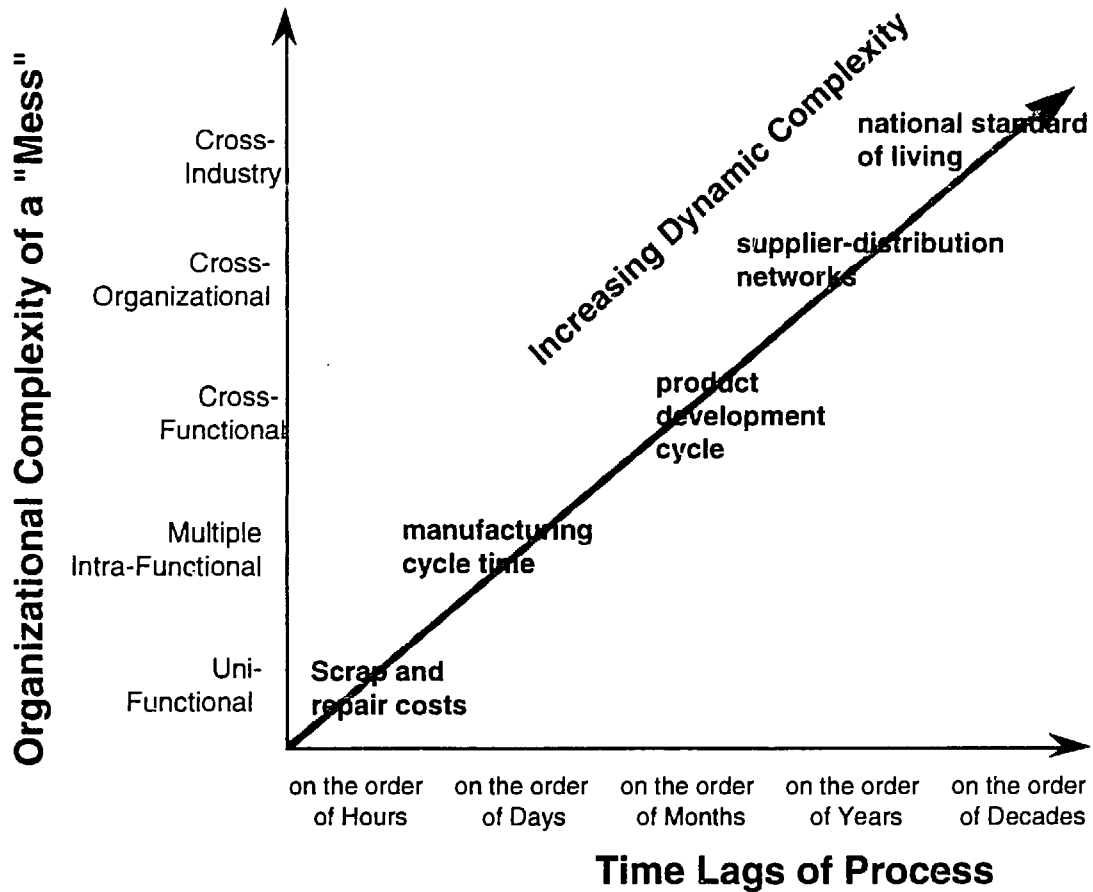 Organizational Complexity of a "Mess"
Increasing Dynamic Complexity
Cross-
Industry
national standard
of living
Cross-
Organizational
supplier-distribution
networks
Cross-
Functional
product
development
cycle
Multiple
Intra-Functional
manufacturing
cycle time
Uni-
Functional
Scrap and
repair costs
on the order
of Hours
on the order
of Days
on the order
of Months
on the order
of Years
on the order
of Decades
Time Lags of Process